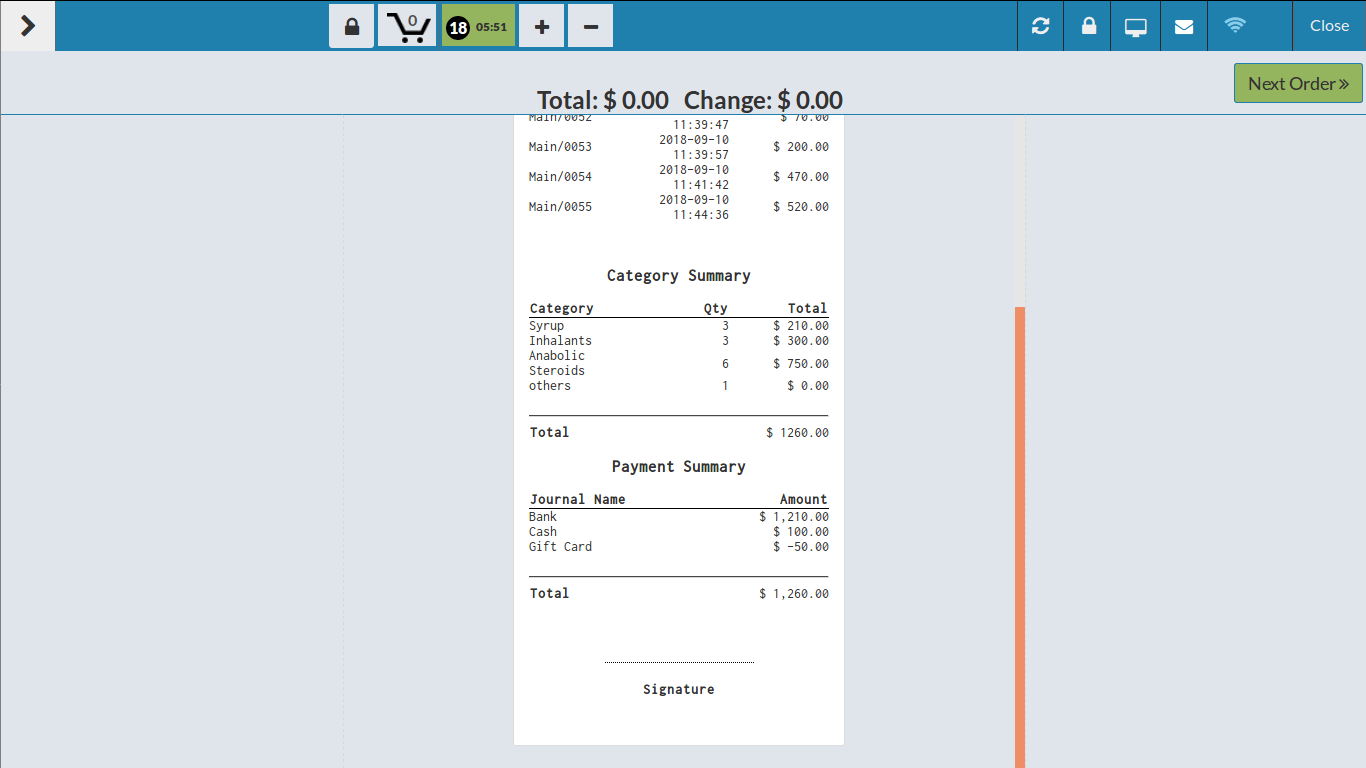 0
18 05:51
Close
Next Order
Total: $ 0.00 Change: $ 0.00
Main/0052 $ 70.00
11:39:47
2018-09-10
Main/0053 $ 200.00
11:39:57
2018-09-10
Main/0054 $ 470.00
11:41:42
2018-09-10
Main/0055 $ 520.00
11:44:36
Category Summary
Category Qty Total
Syrup 3 $ 210.00
Inhalants 3 $ 300.00
Anabolic
Steroids 6 $ 750.00
others 1 $ 0.00
Total $ 1260.00
Payment Summary
Journal Name Amount
Bank $ 1,210.00
Cash $ 100.00
Gift Card $ -50.00
Total $ 1,260.00
Signature